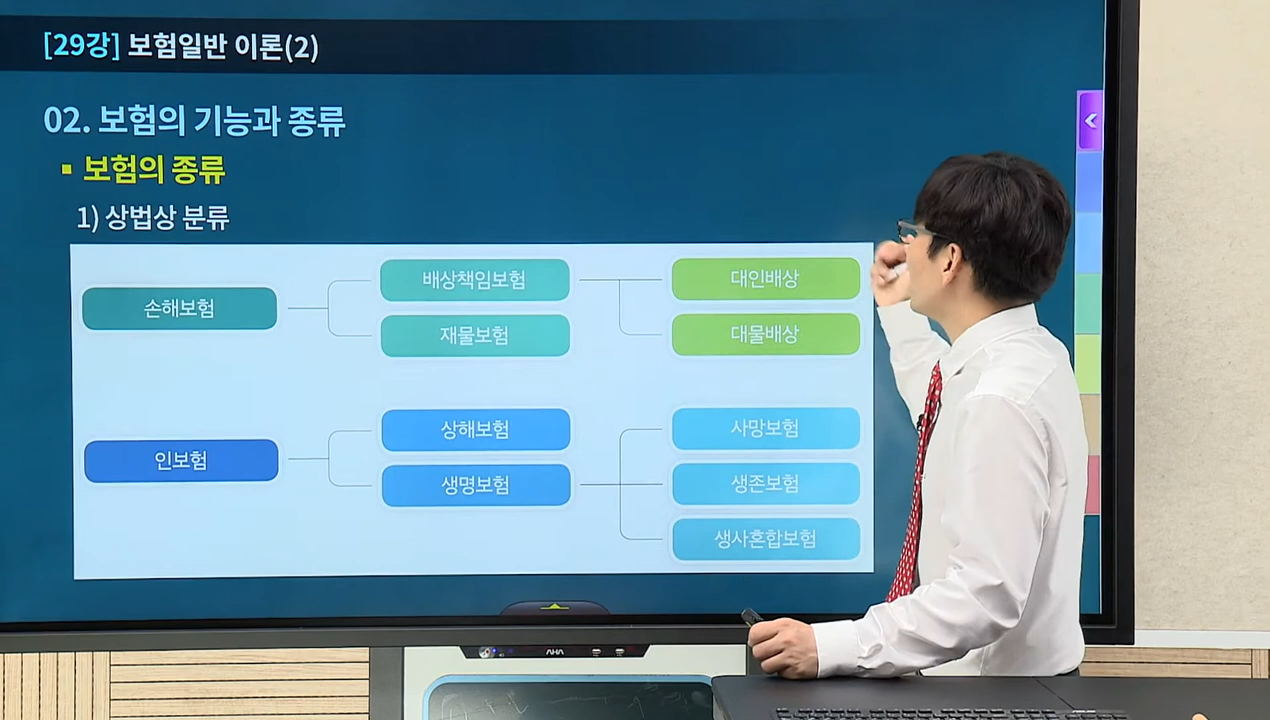 [29강] 보험일반 이론(2)
02. 보험의 기능과 종류
▪ 보험의 종류
1) 상법상 분류
손해보험
배상책임보험
재물보험
대인배상
대물배상
인보험
상해보험
생명보험
사망보험
생존보험
생사혼합보험
AHA